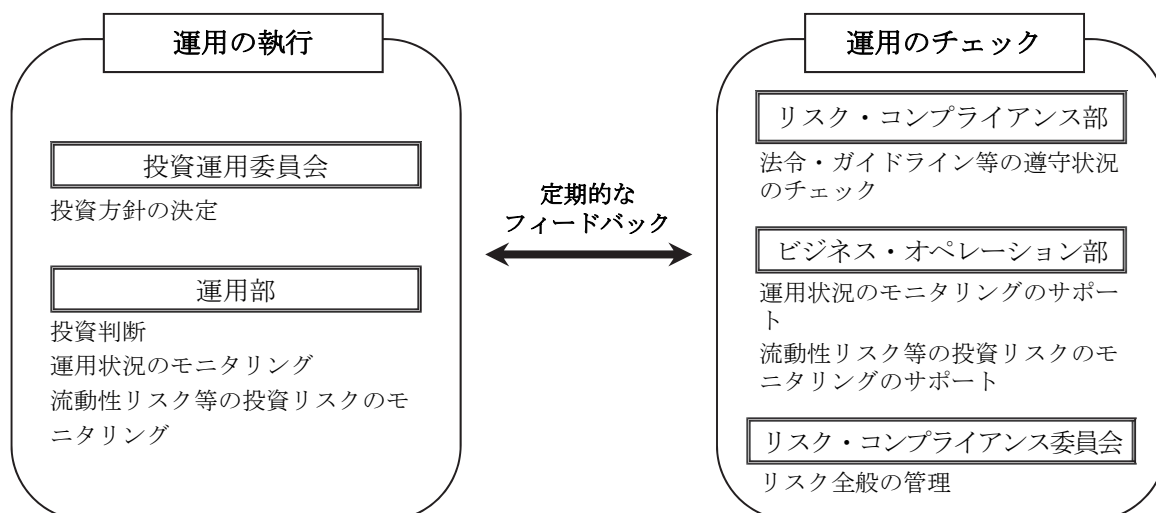 運用の執行
投資運用委員会
投資方針の決定
運用部
投資判断
運用状況のモニタリング
流動性リスク等の投資リスクのモ
ニタリング
定期的な
フィードバック
運用のチェック
リスク・コンプライアンス部
法令・ガイドライン等の遵守状況
のチェック
ビジネス・オペレーション部
運用状況のモニタリングのサポー
ト
流動性リスク等の投資リスクのモ
ニタリングのサポート
リスク・コンプライアンス委員会
リスク全般の管理